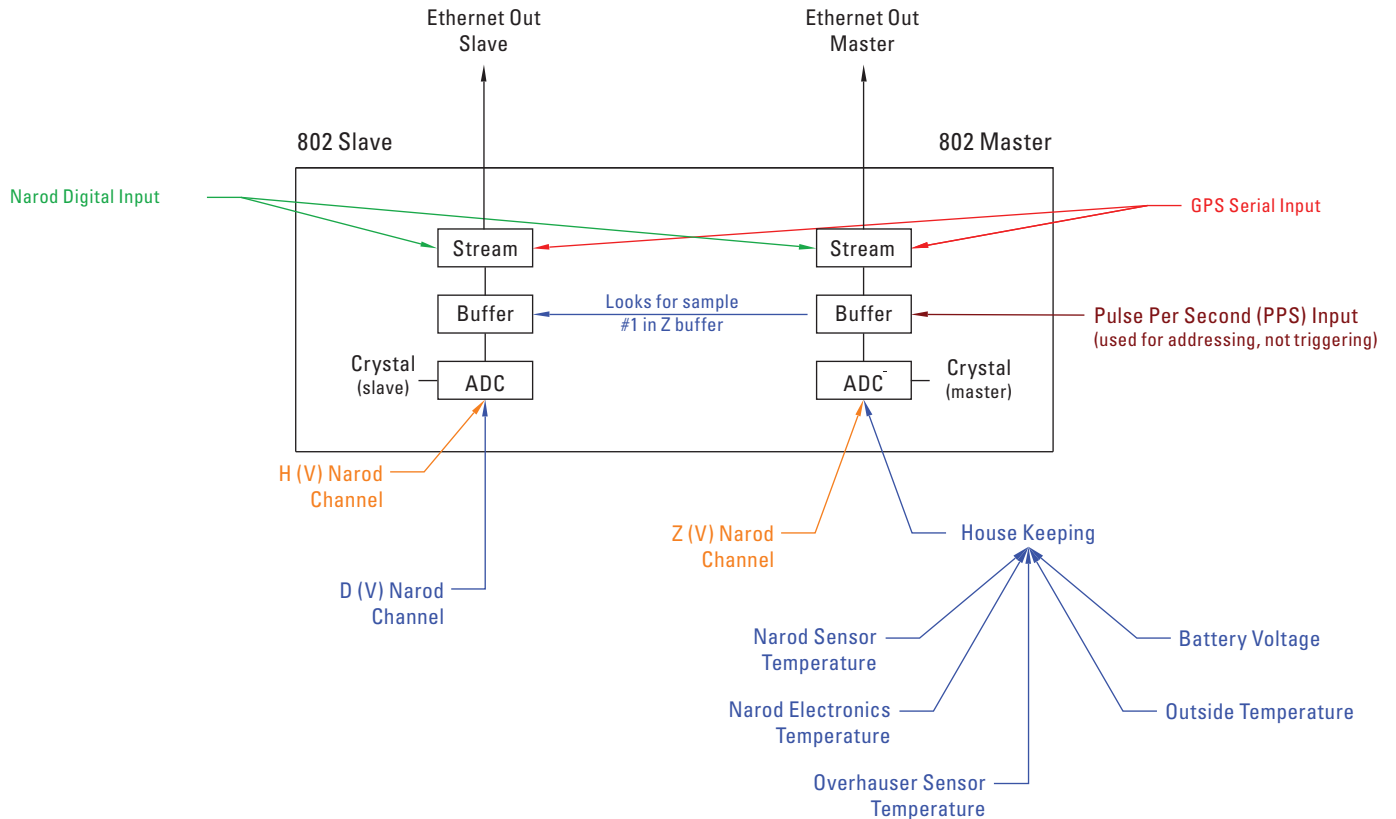 Ethernet Out
Slave
Ethernet Out
Master
802 Slave
802 Master
Narod Digital Input
GPS Serial Input
Stream
Stream
Buffer
Looks for sample
#1 in Z buffer
Buffer
Pulse Per Second (PPS) Input
(used for addressing, not triggering)
Crystal
(slave)
ADC
ADC-
Crystal
(master)
H (V) Narod
Channel
Z (V) Narod
Channel
House Keeping
D (V) Narod
Channel
Narod Sensor
Temperature
Battery Voltage
Narod Electronics
Temperature
Outside Temperature
Overhauser Sensor
Temperature